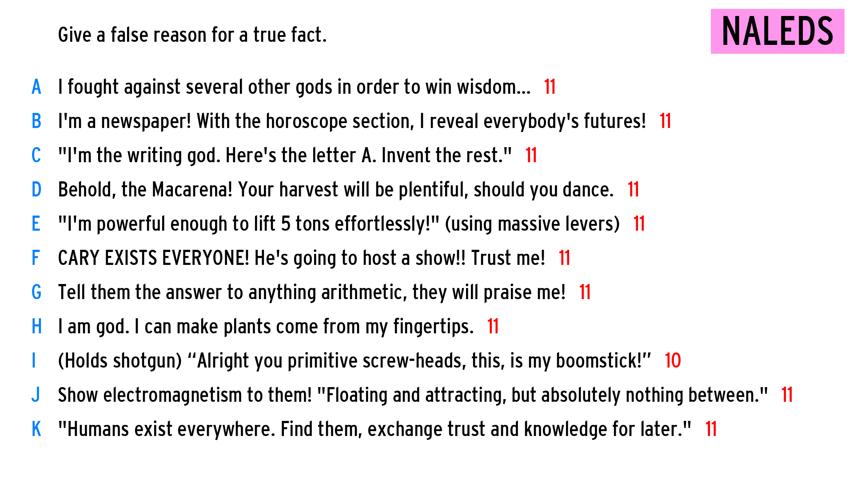 Give a false reason for a true fact.
NALEDS
A I fought against several other gods in order to win wisdom... 11
B I'm a newspaper! With the horoscope section, I reveal everybody's futures! 11
C "I'm the writing god. Here's the letter A. Invent the rest." 11
D Behold, the Macarena! Your harvest will be plentiful, should you dance. 11
E "I'm powerful enough to lift 5 tons effortlessly!" (using massive levers) 11
F CARY EXISTS EVERYONE! He's going to host a show!! Trust me! 11
G Tell them the answer to anything arithmetic, they will praise me! 11
H I am god. I can make plants come from my fingertips. 11
I (Holds shotgun) “Alright you primitive screw-heads, this, is my boomstick!” 10
J Show electromagnetism to them! "Floating and attracting, but absolutely nothing between." 11
K "Humans exist everywhere. Find them, exchange trust and knowledge for later." 11